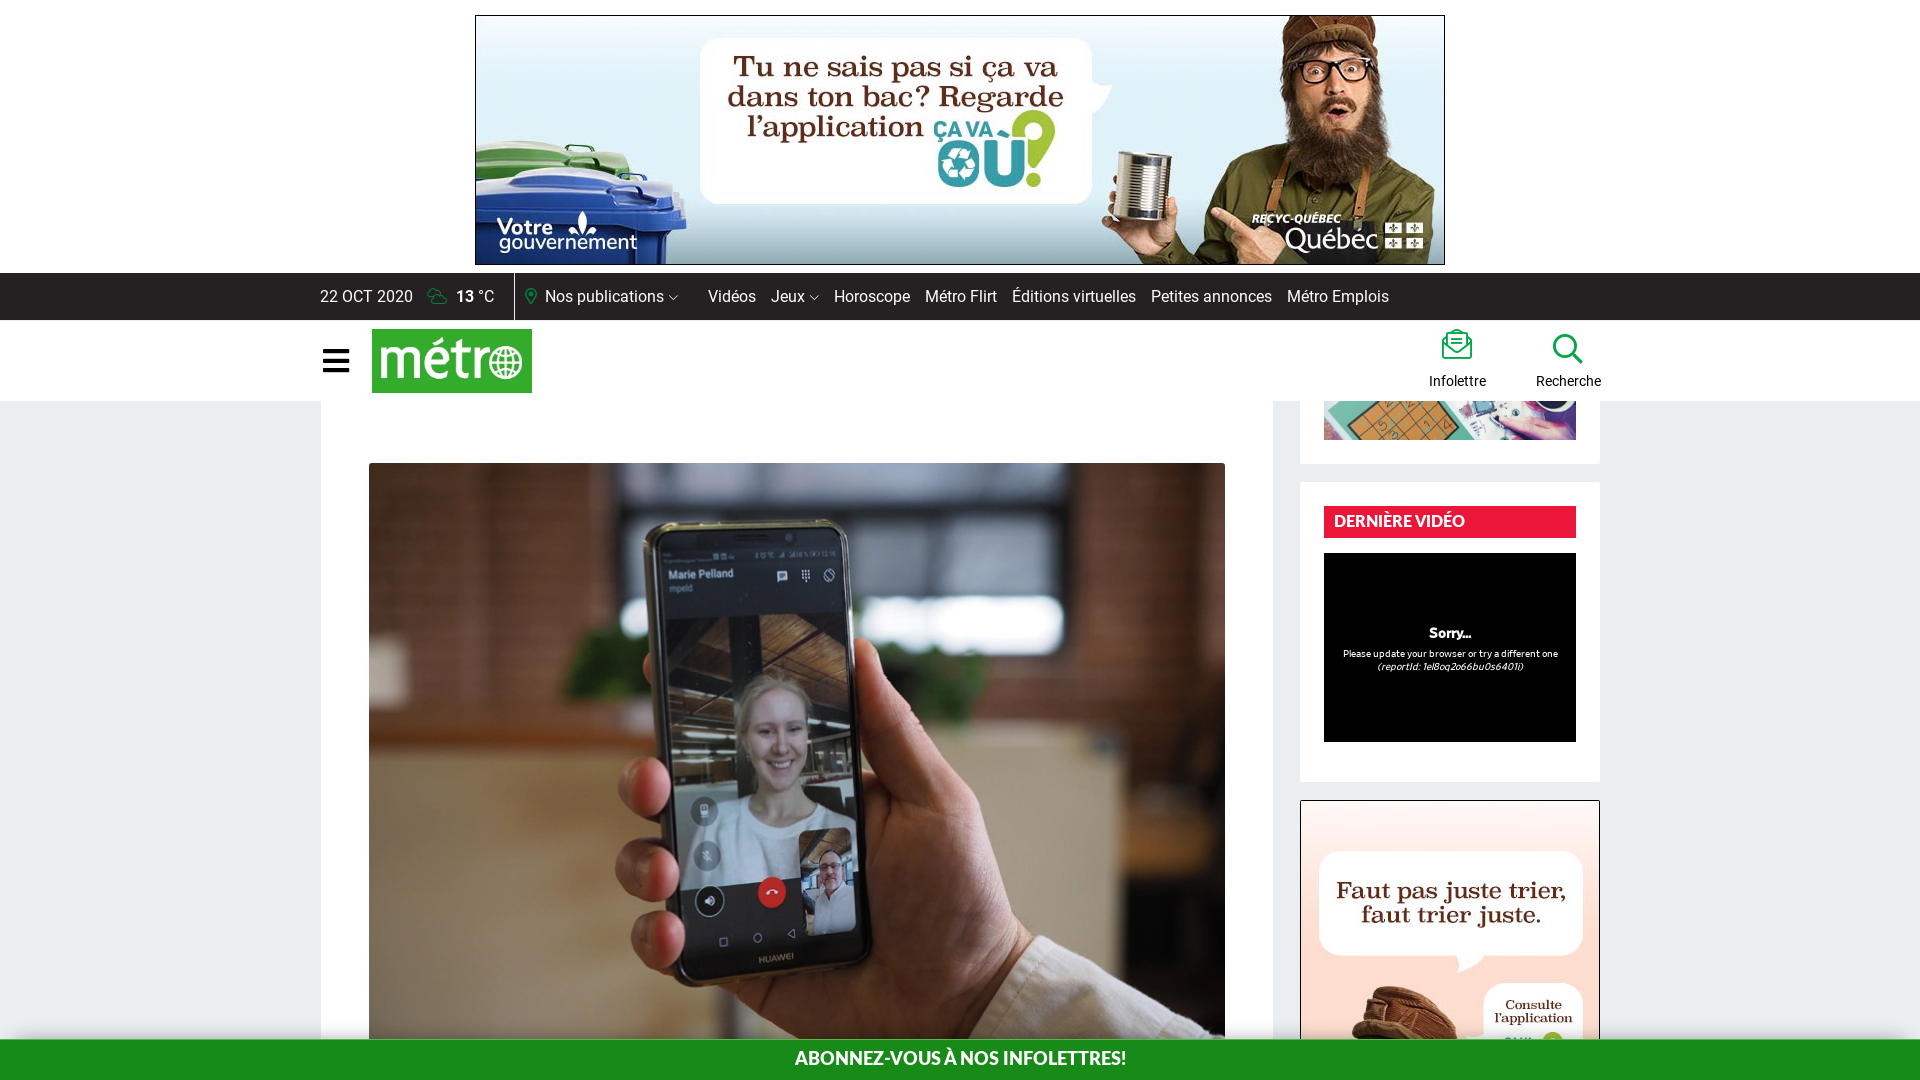 Tu ne sais pas si ça va
dans ton bac? Regarde
l'application ÇA VA
OÙ?
Votre
gouvernement
RECYC-QUÉBEC
Québec
22 OCT 2020 13 °C Nos publications Vidéos Jeux Horoscope Métro Flirt Éditions virtuelles Petites annonces Métro Emplois
métro
Infolettre Recherche
DERNIÈRE VIDÉO
Sorry...
Please update your browser or try a different one
(reportId: 1el8oq2o66bu0s6401i)
Marie Pelland
mpeld
HUAWEI
Faut pas juste trier,
faut trier juste.
Consulte
l'application
ABONNEZ-VOUS À NOS INFOLETTRES!